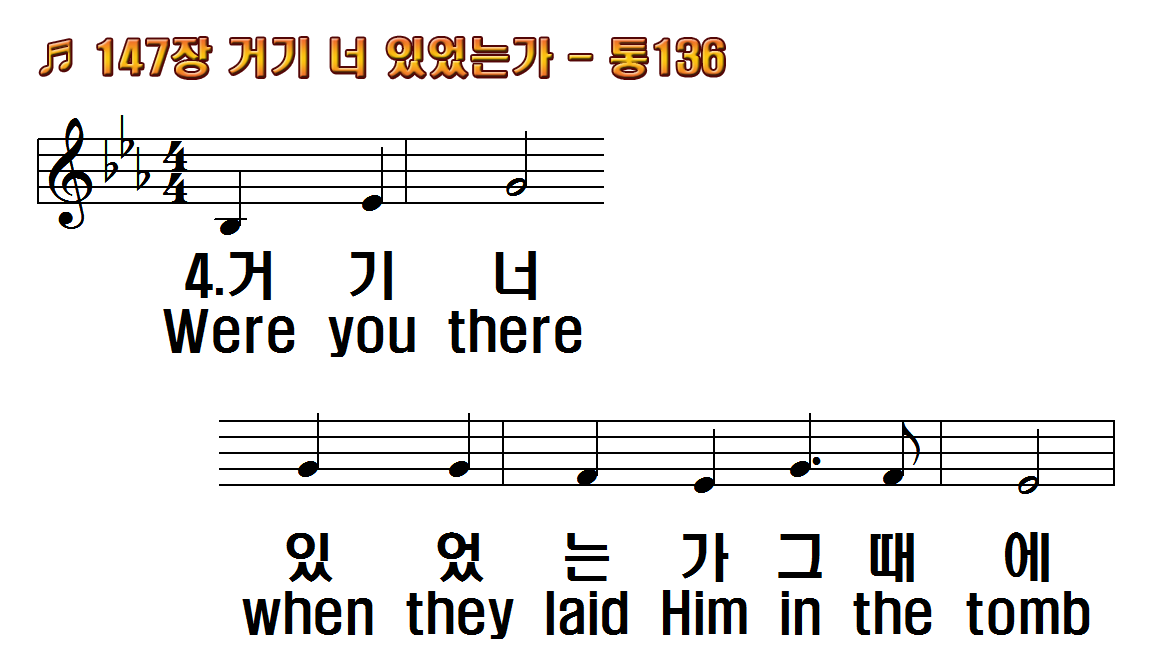 ♬ 147장 거기 너 있었는가 - 통136
4.거 기 너
Were you there
있 었 는 가 그 때 에
when they laid Him in the tomb